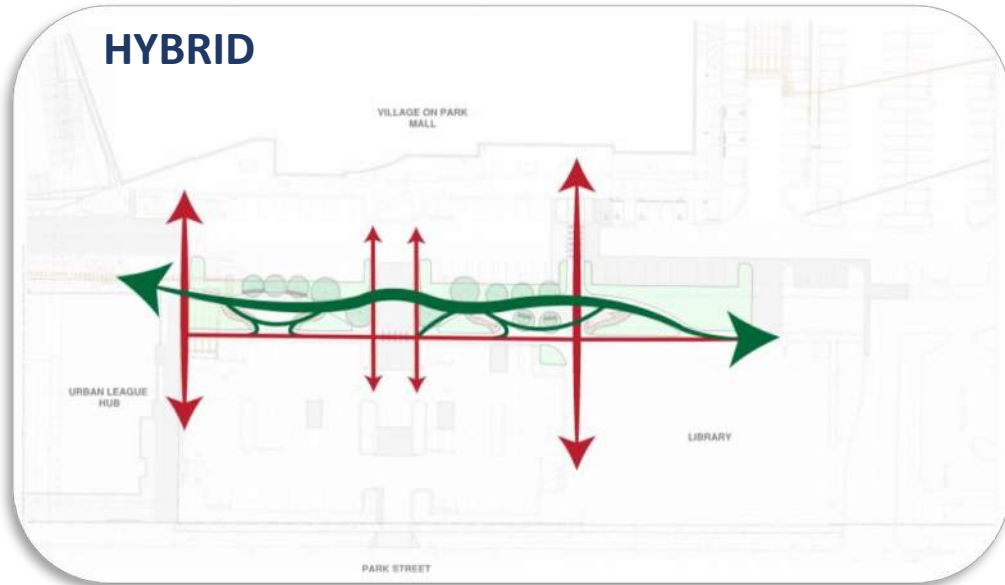 HYBRID
VILLAGE ON PARK
MALL
URBAN LEAGUE
HUB
LIBRARY
PARK STREET